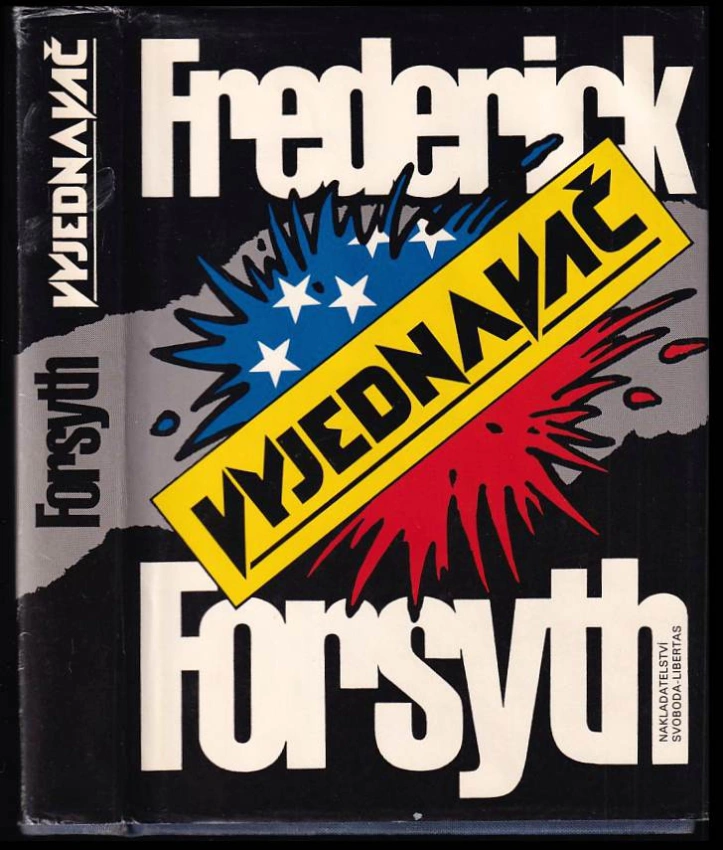 VYJEDNAVAČ
Forsyth
Frederick
VYJEDNAVAČ
Forsyth
NAKLADATELSTVÍ
SVOBODA-LIBERTAS